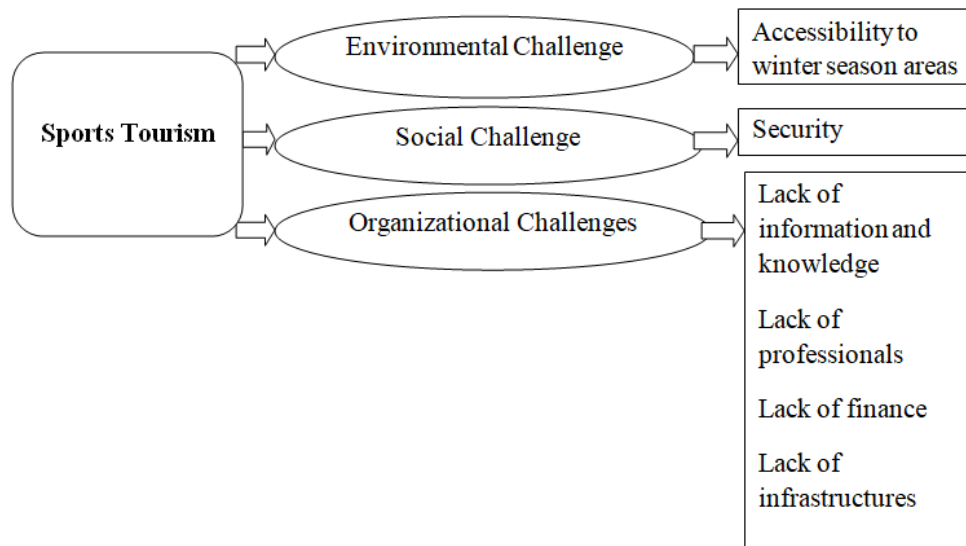 Sports Tourism
Environmental Challenge
Accessibility to
winter season areas
Social Challenge
Security
Organizational Challenges
Lack of
information and
knowledge
Lack of
professionals
Lack of finance
Lack of
infrastructures